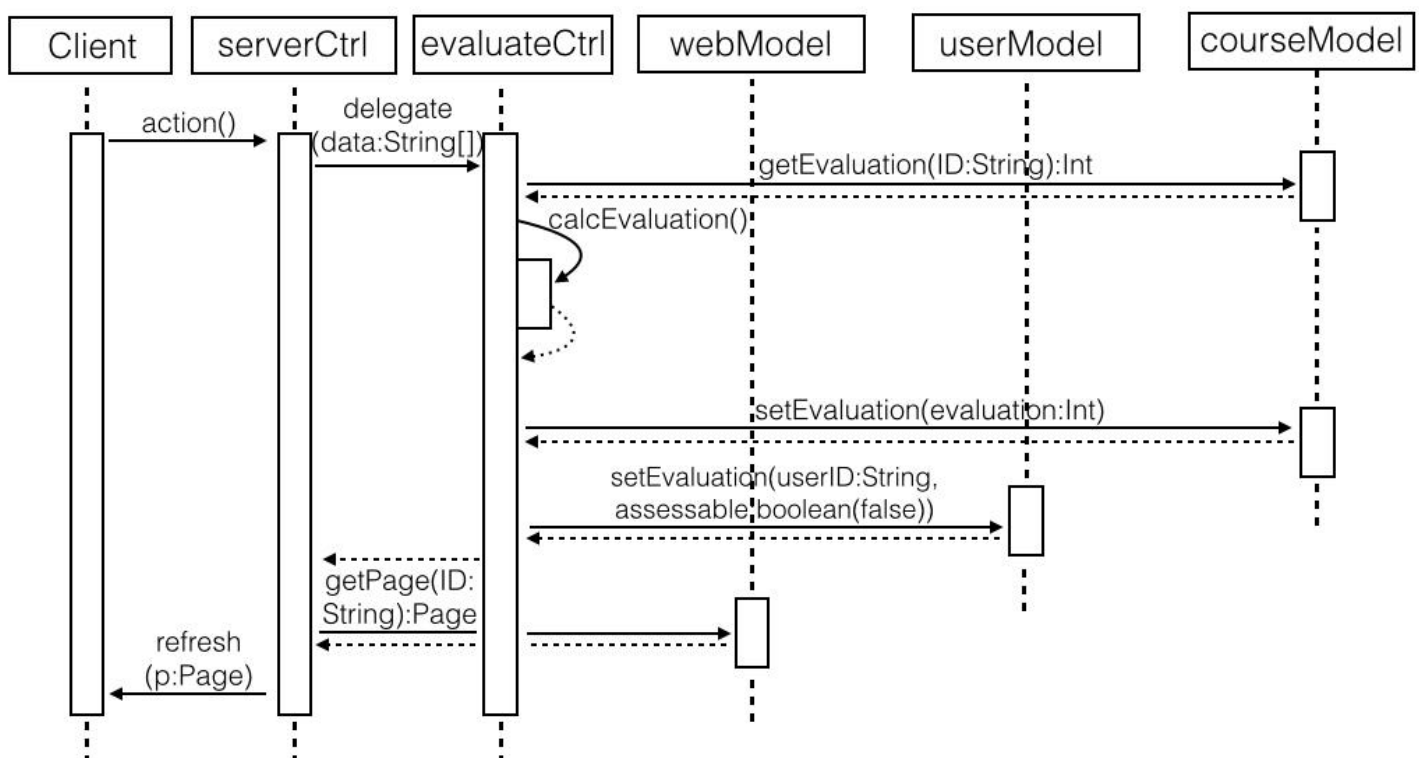 Client
serverCtrl
evaluateCtrl
webModel
userModel
courseModel
action()
delegate
(data:String[])
getEvaluation(ID:String):Int
calcEvaluation()
setEvaluation(evaluation:Int)
setEvaluation(userID:String,
assessable:boolean(false))
getPage(ID:
String):Page
refresh
(p:Page)